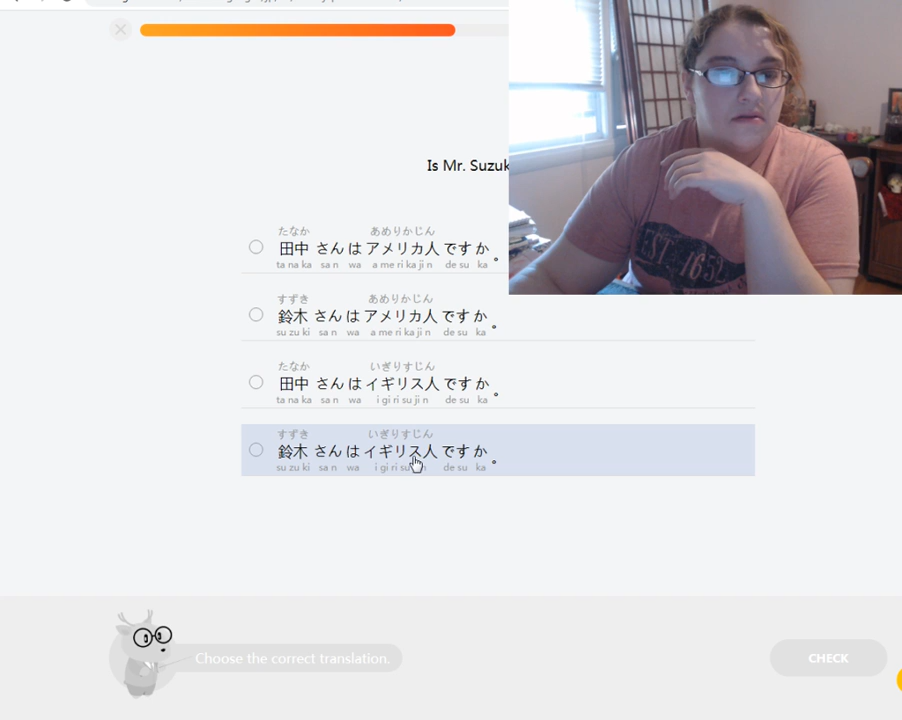 Is Mr. Suzuk
たなか あめりかじん
田中 さん は アメリカ人 です か 。
ta na ka sa n wa a me ri ka ji n de su ka
すずき あめりかじん
鈴木 さん は アメリカ人 です か 。
su zu ki sa n wa a me ri ka ji n de su ka
たなか いぎりすじん
田中 さん は イギリス人 です か 。
ta na ka sa n wa i gi ri su ji n de su ka
すずき いぎりすじん
鈴木 さん は イギリス人 です か 。
su zu ki sa n wa i gi ri su n de su ka
Choose the correct translation.
CHECK